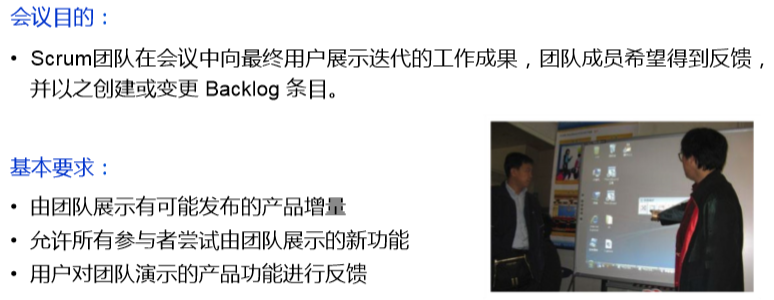 会议目的：
• Scrum团队在会议中向最终用户展示迭代的工作成果，团队成员希望得到反馈，
并以之创建或变更 Backlog 条目。
基本要求：
• 由团队展示有可能发布的产品增量
• 允许所有参与者尝试由团队展示的新功能
• 用户对团队演示的产品功能进行反馈